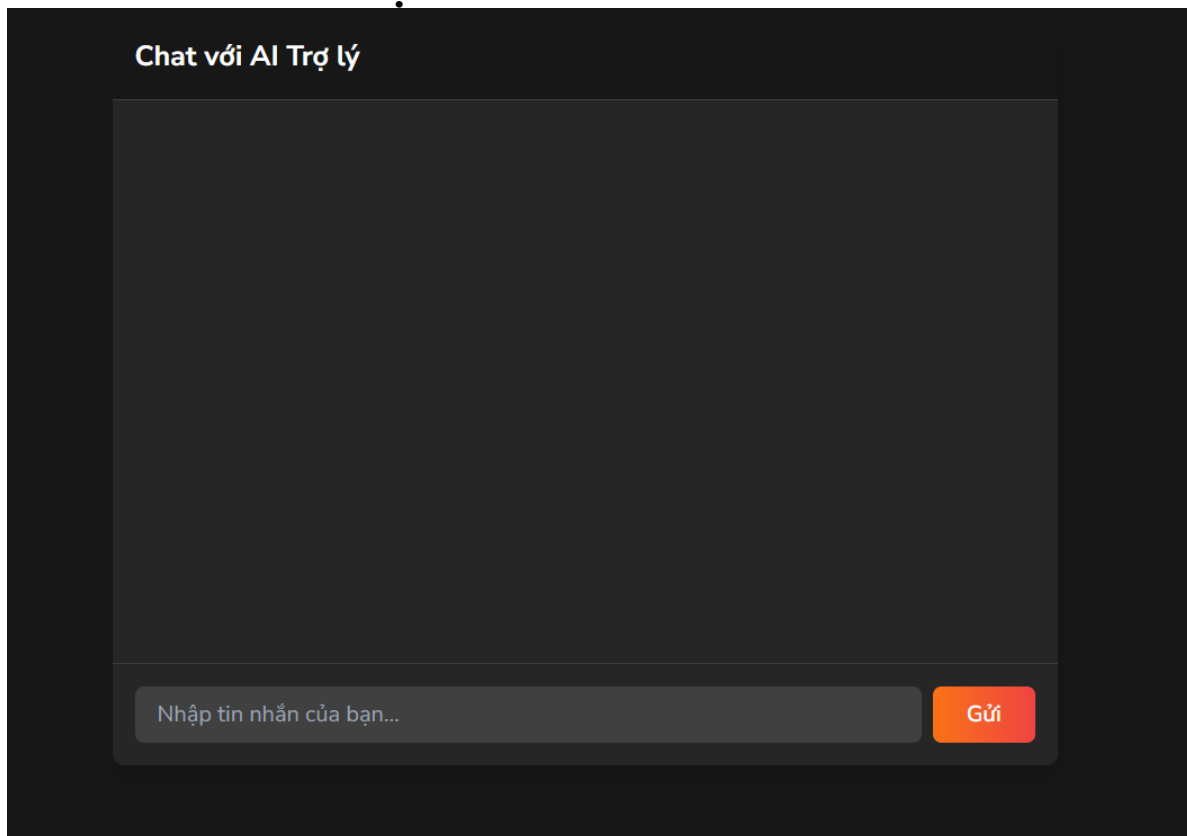 Chat với AI Trợ lý
Nhập tin nhắn của bạn...
Gửi